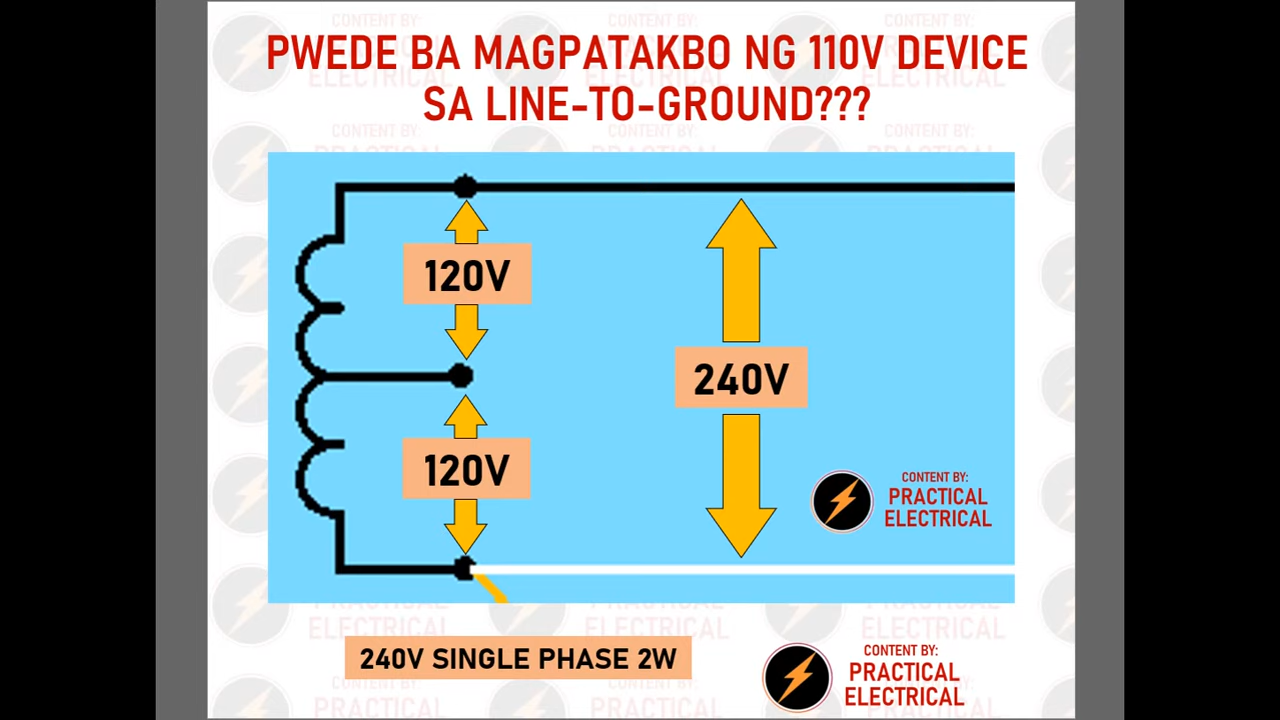 PWEDE BA MAGPATAKBO NG 110V DEVICE
SA LINE-TO-GROUND???
120V
240V
120V
CONTENT BY:
PRACTICAL
ELECTRICAL
240V SINGLE PHASE 2W
CONTENT BY:
PRACTICAL
ELECTRICAL